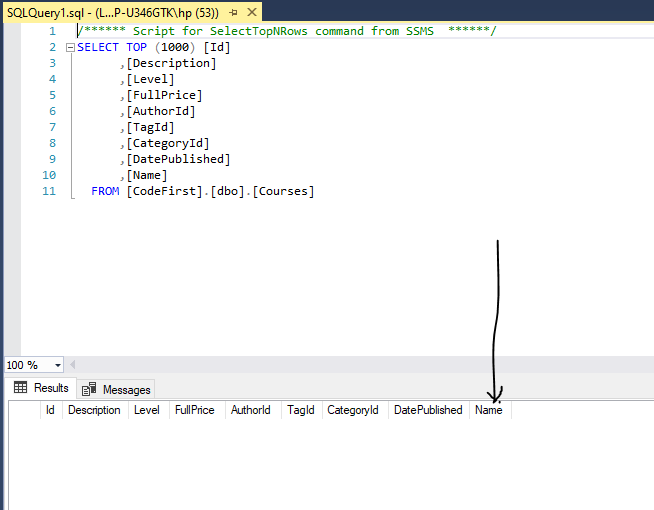 SQLQuery1.sql - (L...P-U346GTK\hp (53))
1 /****** Script for SelectTopNRows command from SSMS  ******/
2 SELECT TOP (1000) [Id]
3 ,[Description]
4 ,[Level]
5 ,[FullPrice]
6 ,[AuthorId]
7 ,[TagId]
8 ,[CategoryId]
9 ,[DatePublished]
10 ,[Name]
11 FROM [CodeFirst].[dbo].[Courses]
100 %
Results Messages
Id Description Level FullPrice AuthorId TagId CategoryId DatePublished Name